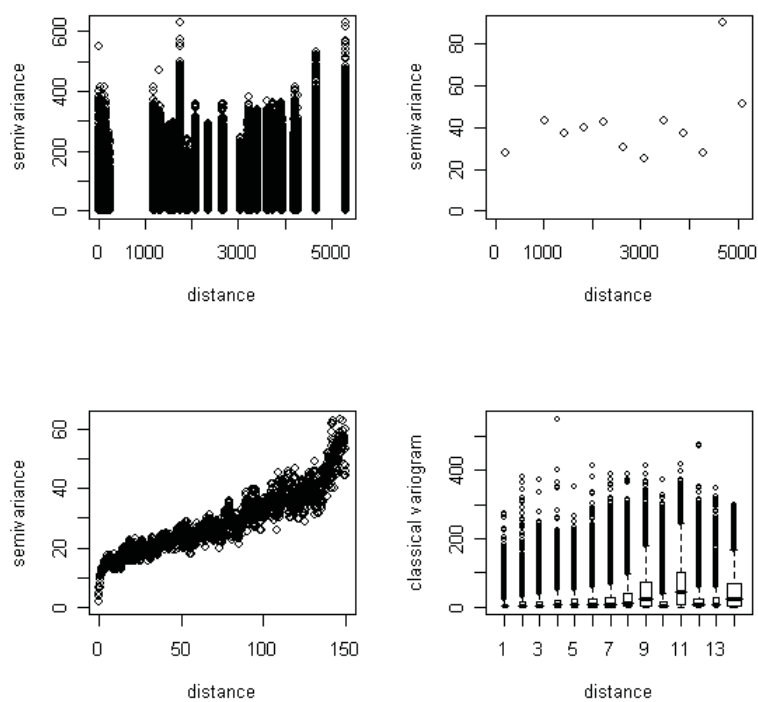 semivariance
0 200 400 600
0 1000 3000 5000
distance
semivariance
0 20 40 60 80
0 1000 3000 5000
distance
semivariance
0 20 40 60
0 50 100 150
distance
classical variogram
0 200 400
1 3 5 7 9 11 13
distance